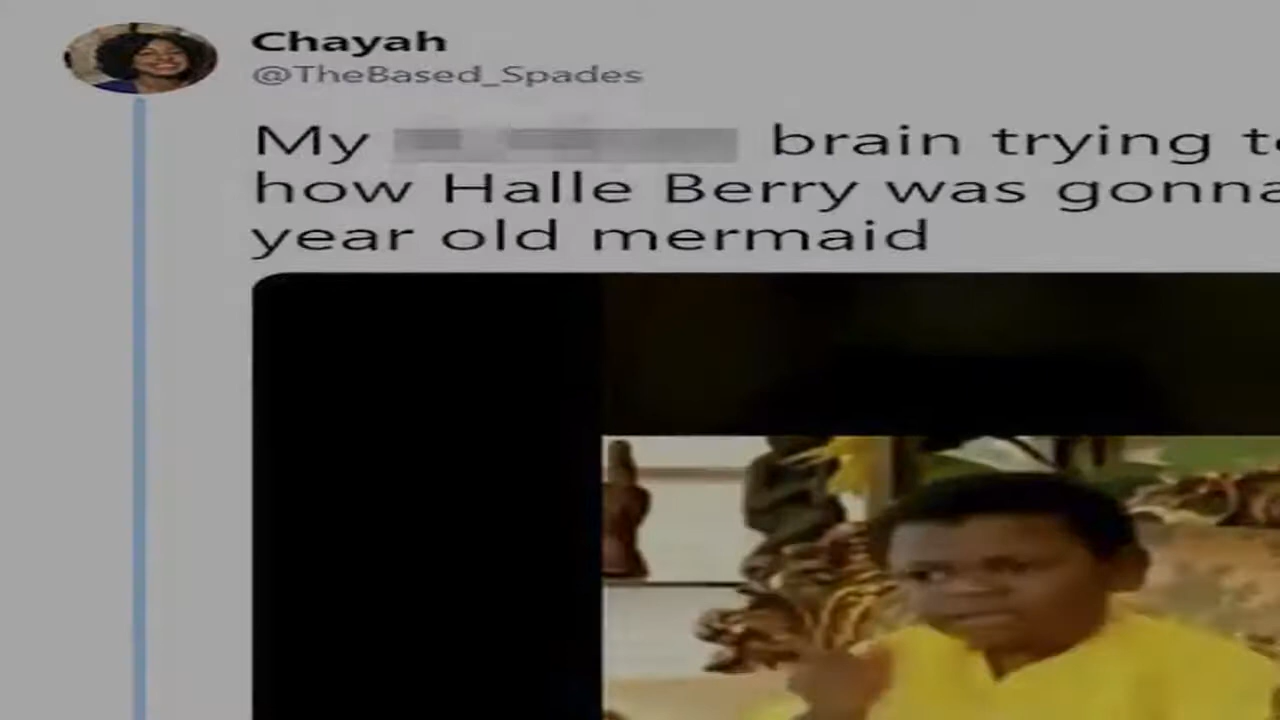 Chayah
@TheBased_Spades
My brain trying
how Halle Berry was gonna
year old mermaid